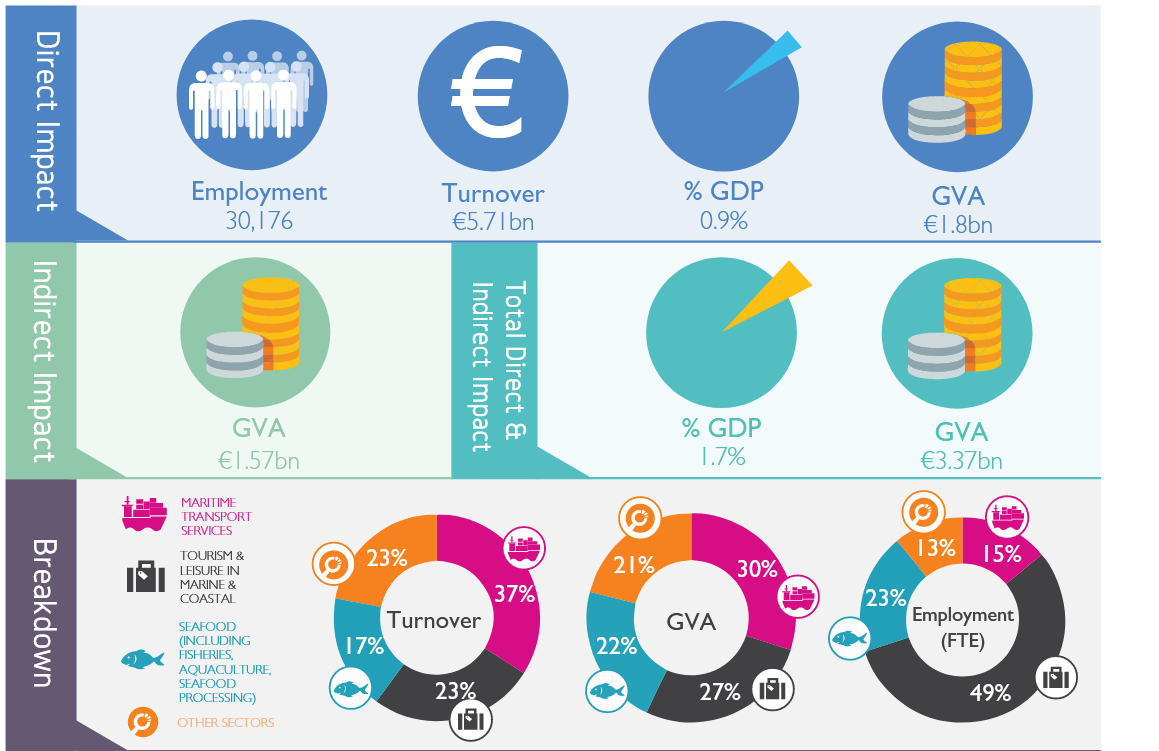 Direct Impact
€
Employment
30,176
Turnover
€5.71bn
% GDP
0.9%
GVA
€1.8bn
Indirect Impact
GVA
€1.57bn
Total Direct &
Indirect Impact
% GDP
1.7%
GVA
€3.37bn
Breakdown
MARITIME
TRANSPORT
SERVICES
TOURISM &
LEISURE IN
MARINE &
COASTAL
SEAFOOD
(INCLUDING
FISHERIES,
AQUACULTURE,
SEAFOOD
PROCESSING)
OTHER SECTORS
Turnover
23%
37%
17%
23%
GVA
21%
30%
22%
27%
Employment
(FTE)
13%
15%
23%
49%